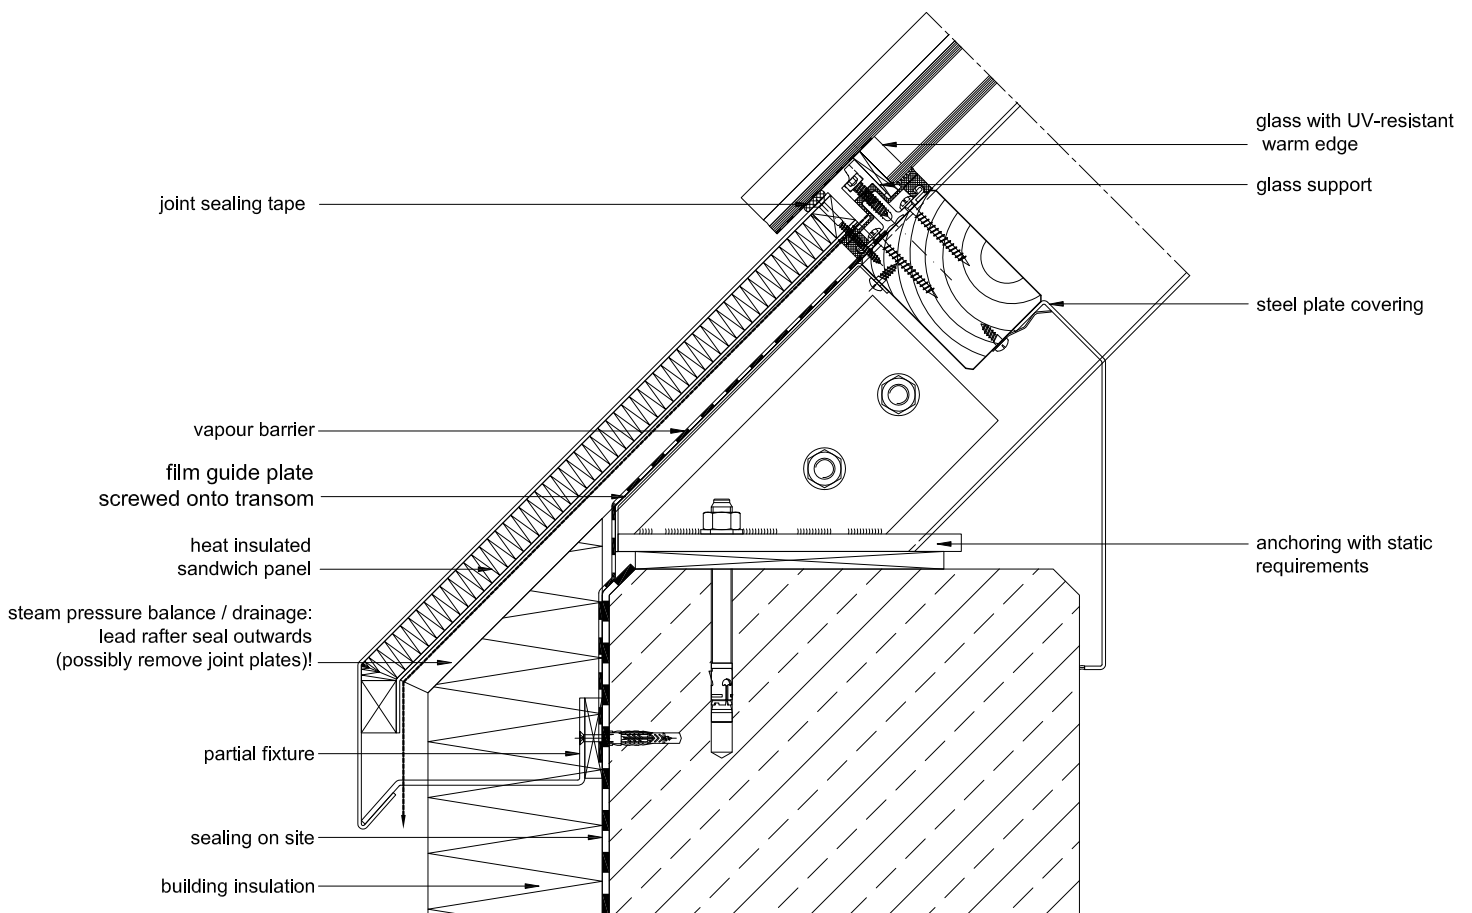 joint sealing tape
vapour barrier
film guide plate
screwed onto transom
heat insulated
sandwich panel
steam pressure balance / drainage:
lead rafter seal outwards
(possibly remove joint plates)!
partial fixture
sealing on site
building insulation
glass with UV-resistant
warm edge
glass support
steel plate covering
anchoring with static
requirements